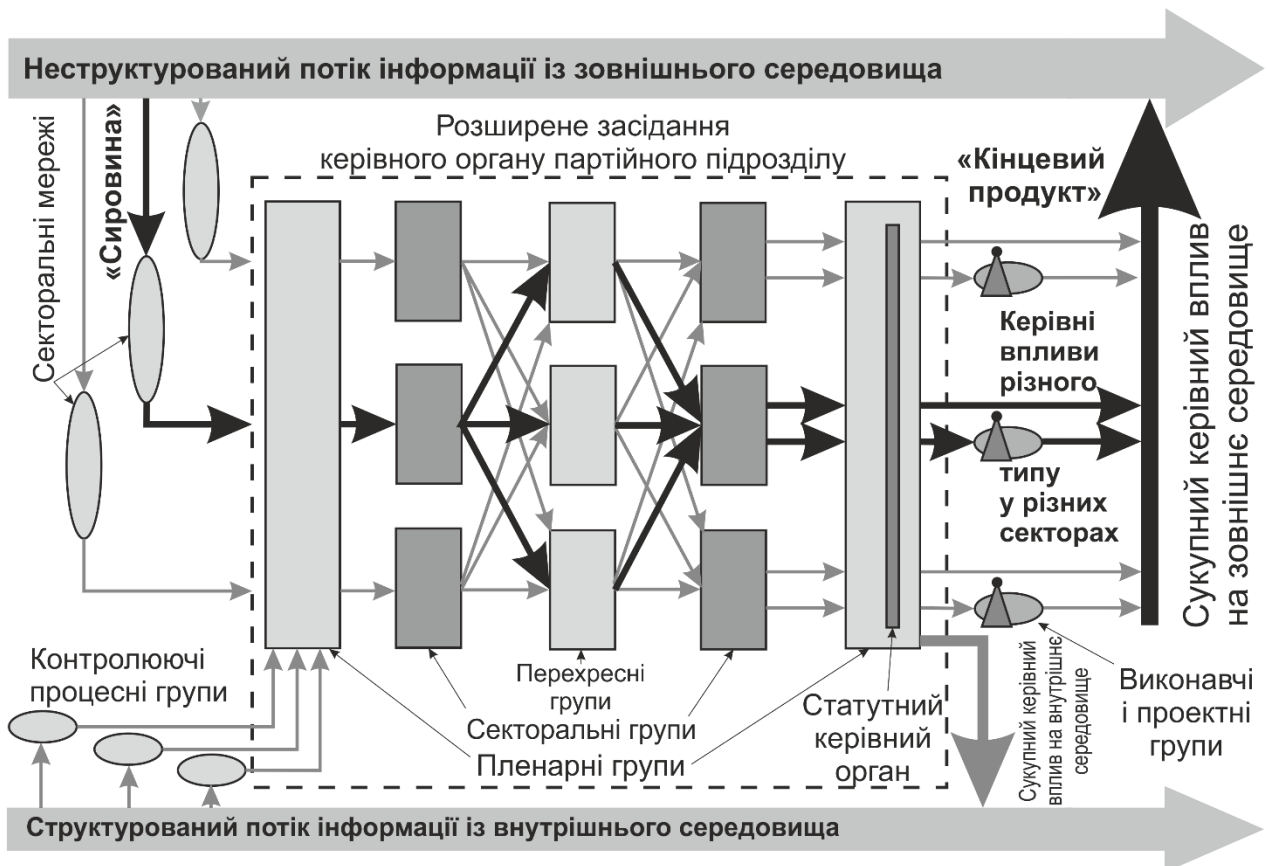 Неструктурований потік інформації із зовнішнього середовища
Секторальні мережі
«Сировина»
Розширене засідання
керівного органу партійного підрозділу
«Кінцевий
продукт»
Керівні
впливи
різного
типу
у різних
секторах
Сукупний керівний вплив
на зовнішнє середовище
Контролюючі
процесні групи
Перехресні
групи
Секторальні групи
Пленарні групи
Статутний
керівний
орган
Сукупний керівний
вплив на внутрішнє
середовище
Виконавчі
і проектні
групи
Структурований потік інформації із внутрішнього середовища